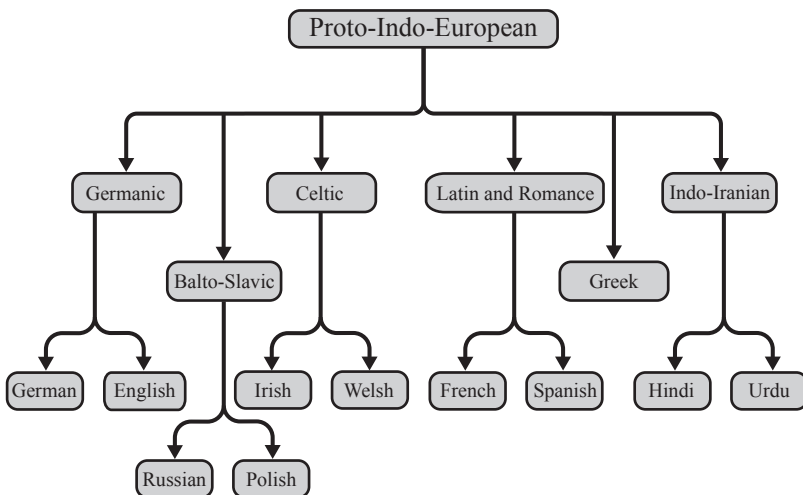 Proto-Indo-European
Germanic
Celtic
Latin and Romance
Indo-Iranian
Balto-Slavic
Greek
German
English
Irish
Welsh
French
Spanish
Hindi
Urdu
Russian
Polish